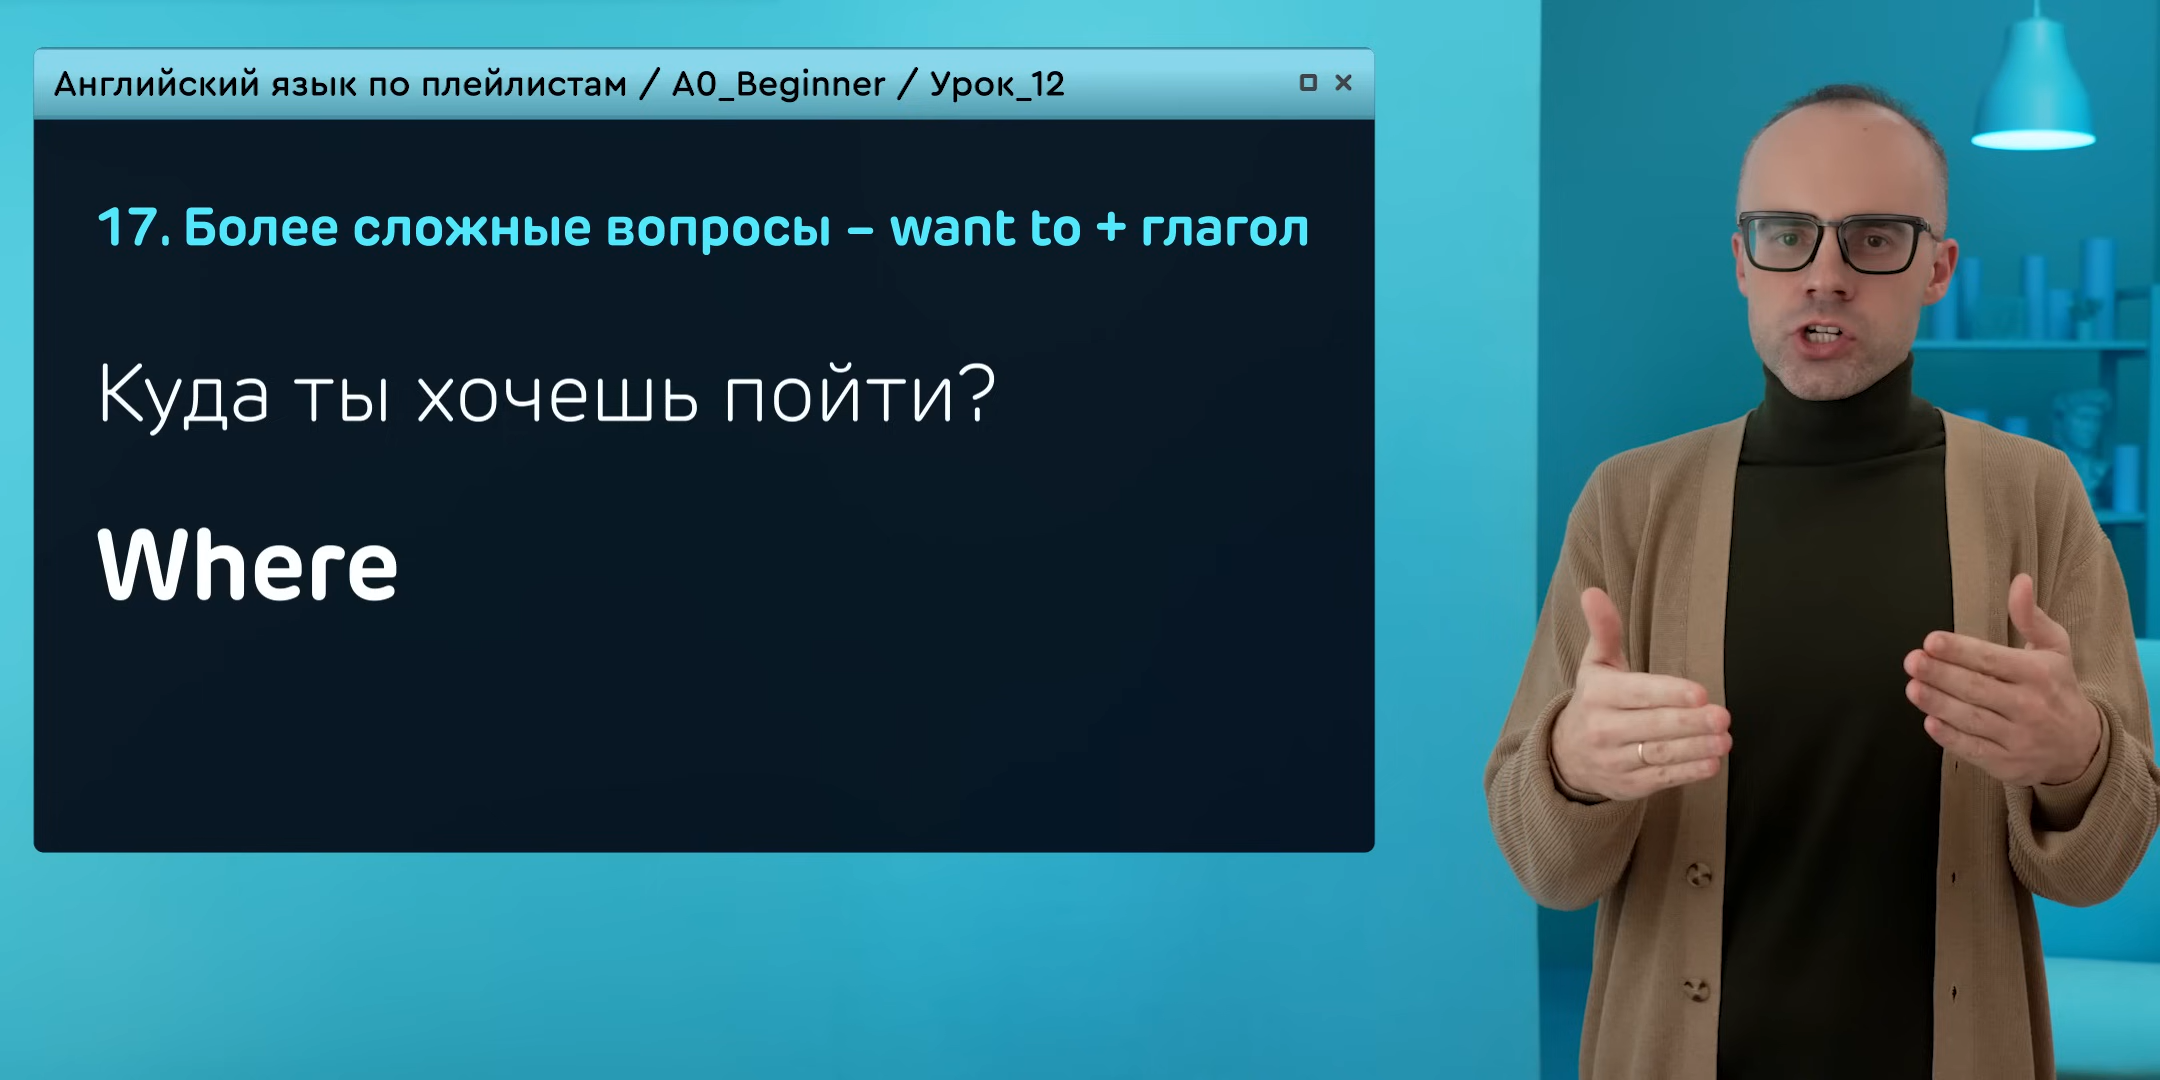 Английский язык по плейлистам / A0_Beginner / Урок_12
17. Более сложные вопросы – want to + глагол
Куда ты хочешь пойти?
Where